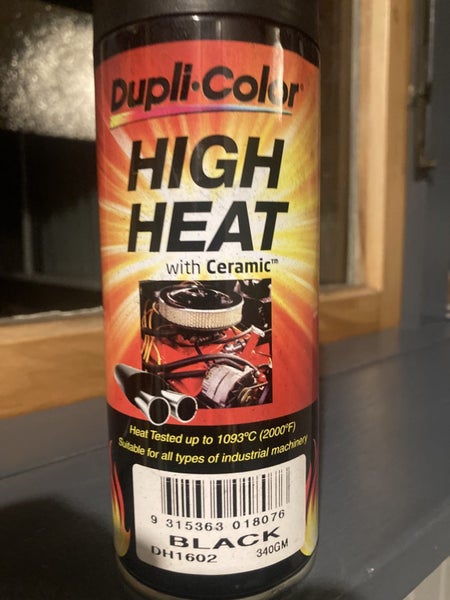 Dupli•Color®
HIGH
HEAT
with Ceramic™
Heat Tested up to 1093°C (2000°F)
Suitable for all types of industrial machinery
9 315363 018076
BLACK
DH1602 340GM